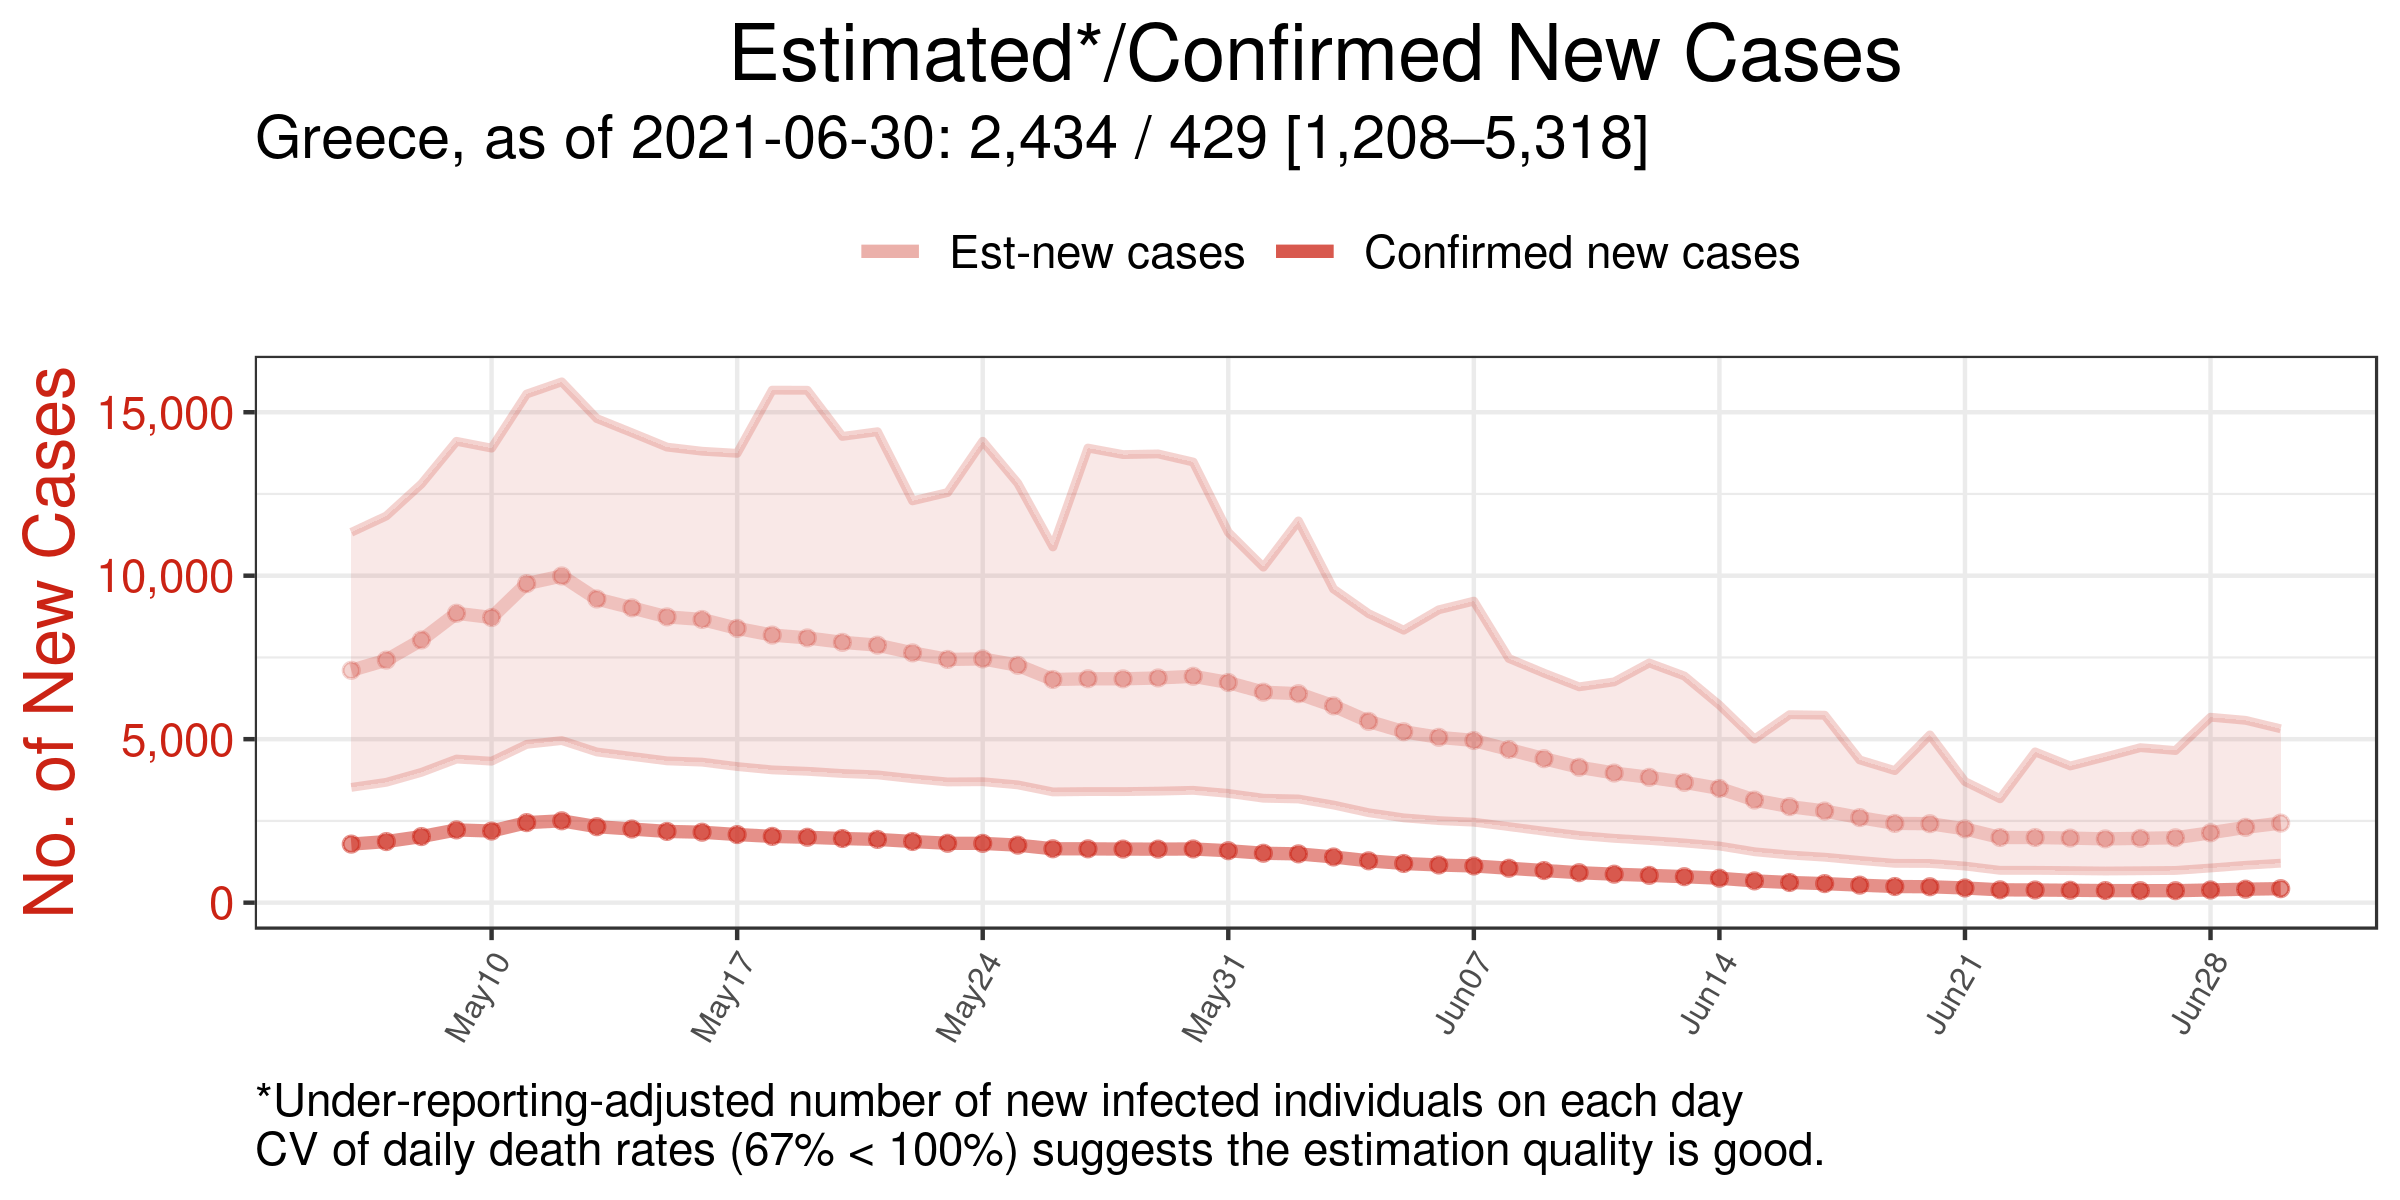 Estimated*/Confirmed New Cases
Greece, as of 2021-06-30: 2,434 / 429 [1,208–5,318]
Est-new cases Confirmed new cases
No. of New Cases
15,000
10,000
5,000
0
May10 May17 May24 May31 Jun07 Jun14 Jun21 Jun28
*Under-reporting-adjusted number of new infected individuals on each day
CV of daily death rates (67% < 100%) suggests the estimation quality is good.